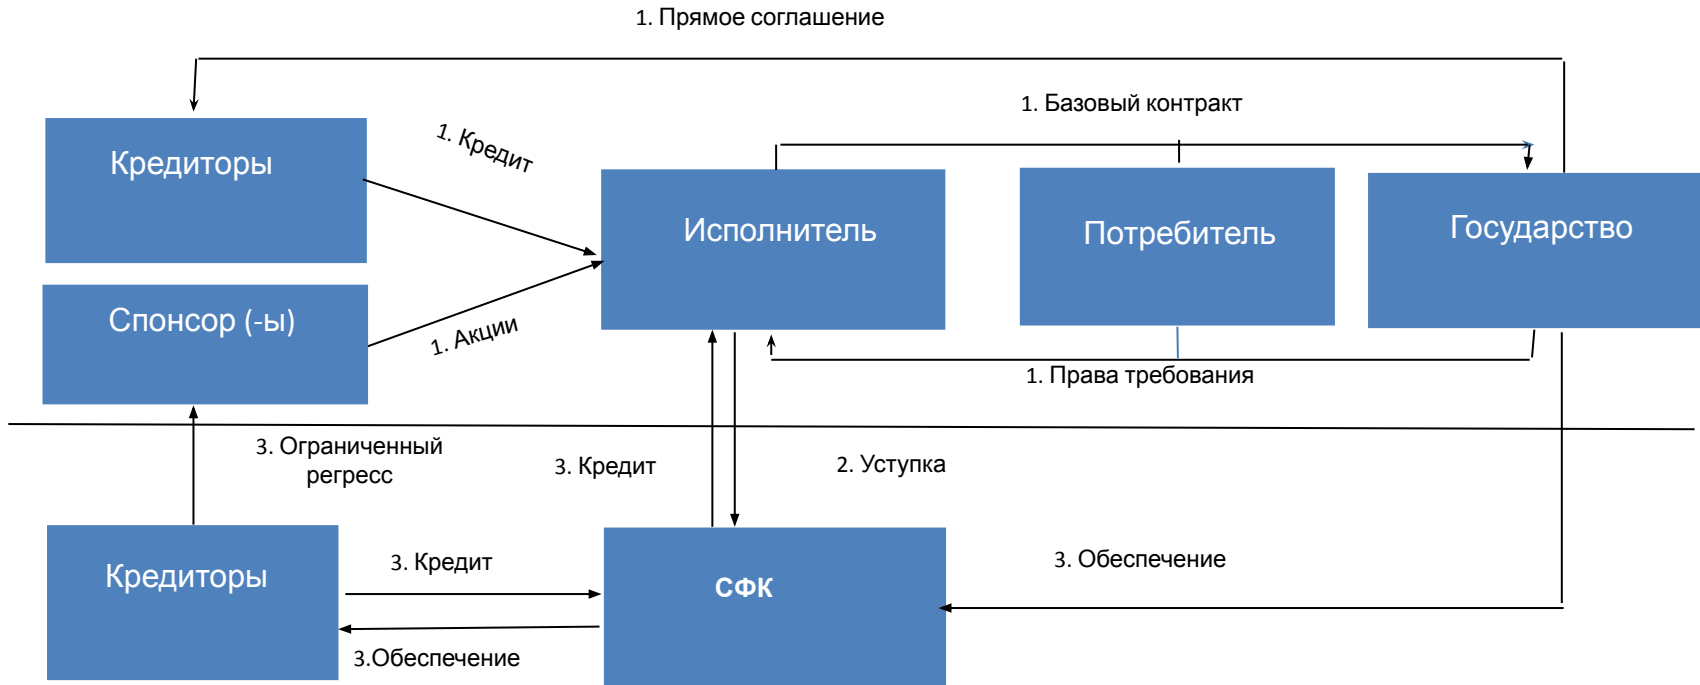 1. Прямое соглашение
1. Базовый контракт
1. Кредит
Кредиторы
Исполнитель
Потребитель
Государство
Спонсор (-ы)
1. Акции
1. Права требования
3. Ограниченный
регресс
3. Кредит
2. Уступка
Кредиторы
3. Кредит
СФК
3. Обеспечение
3.Обеспечение